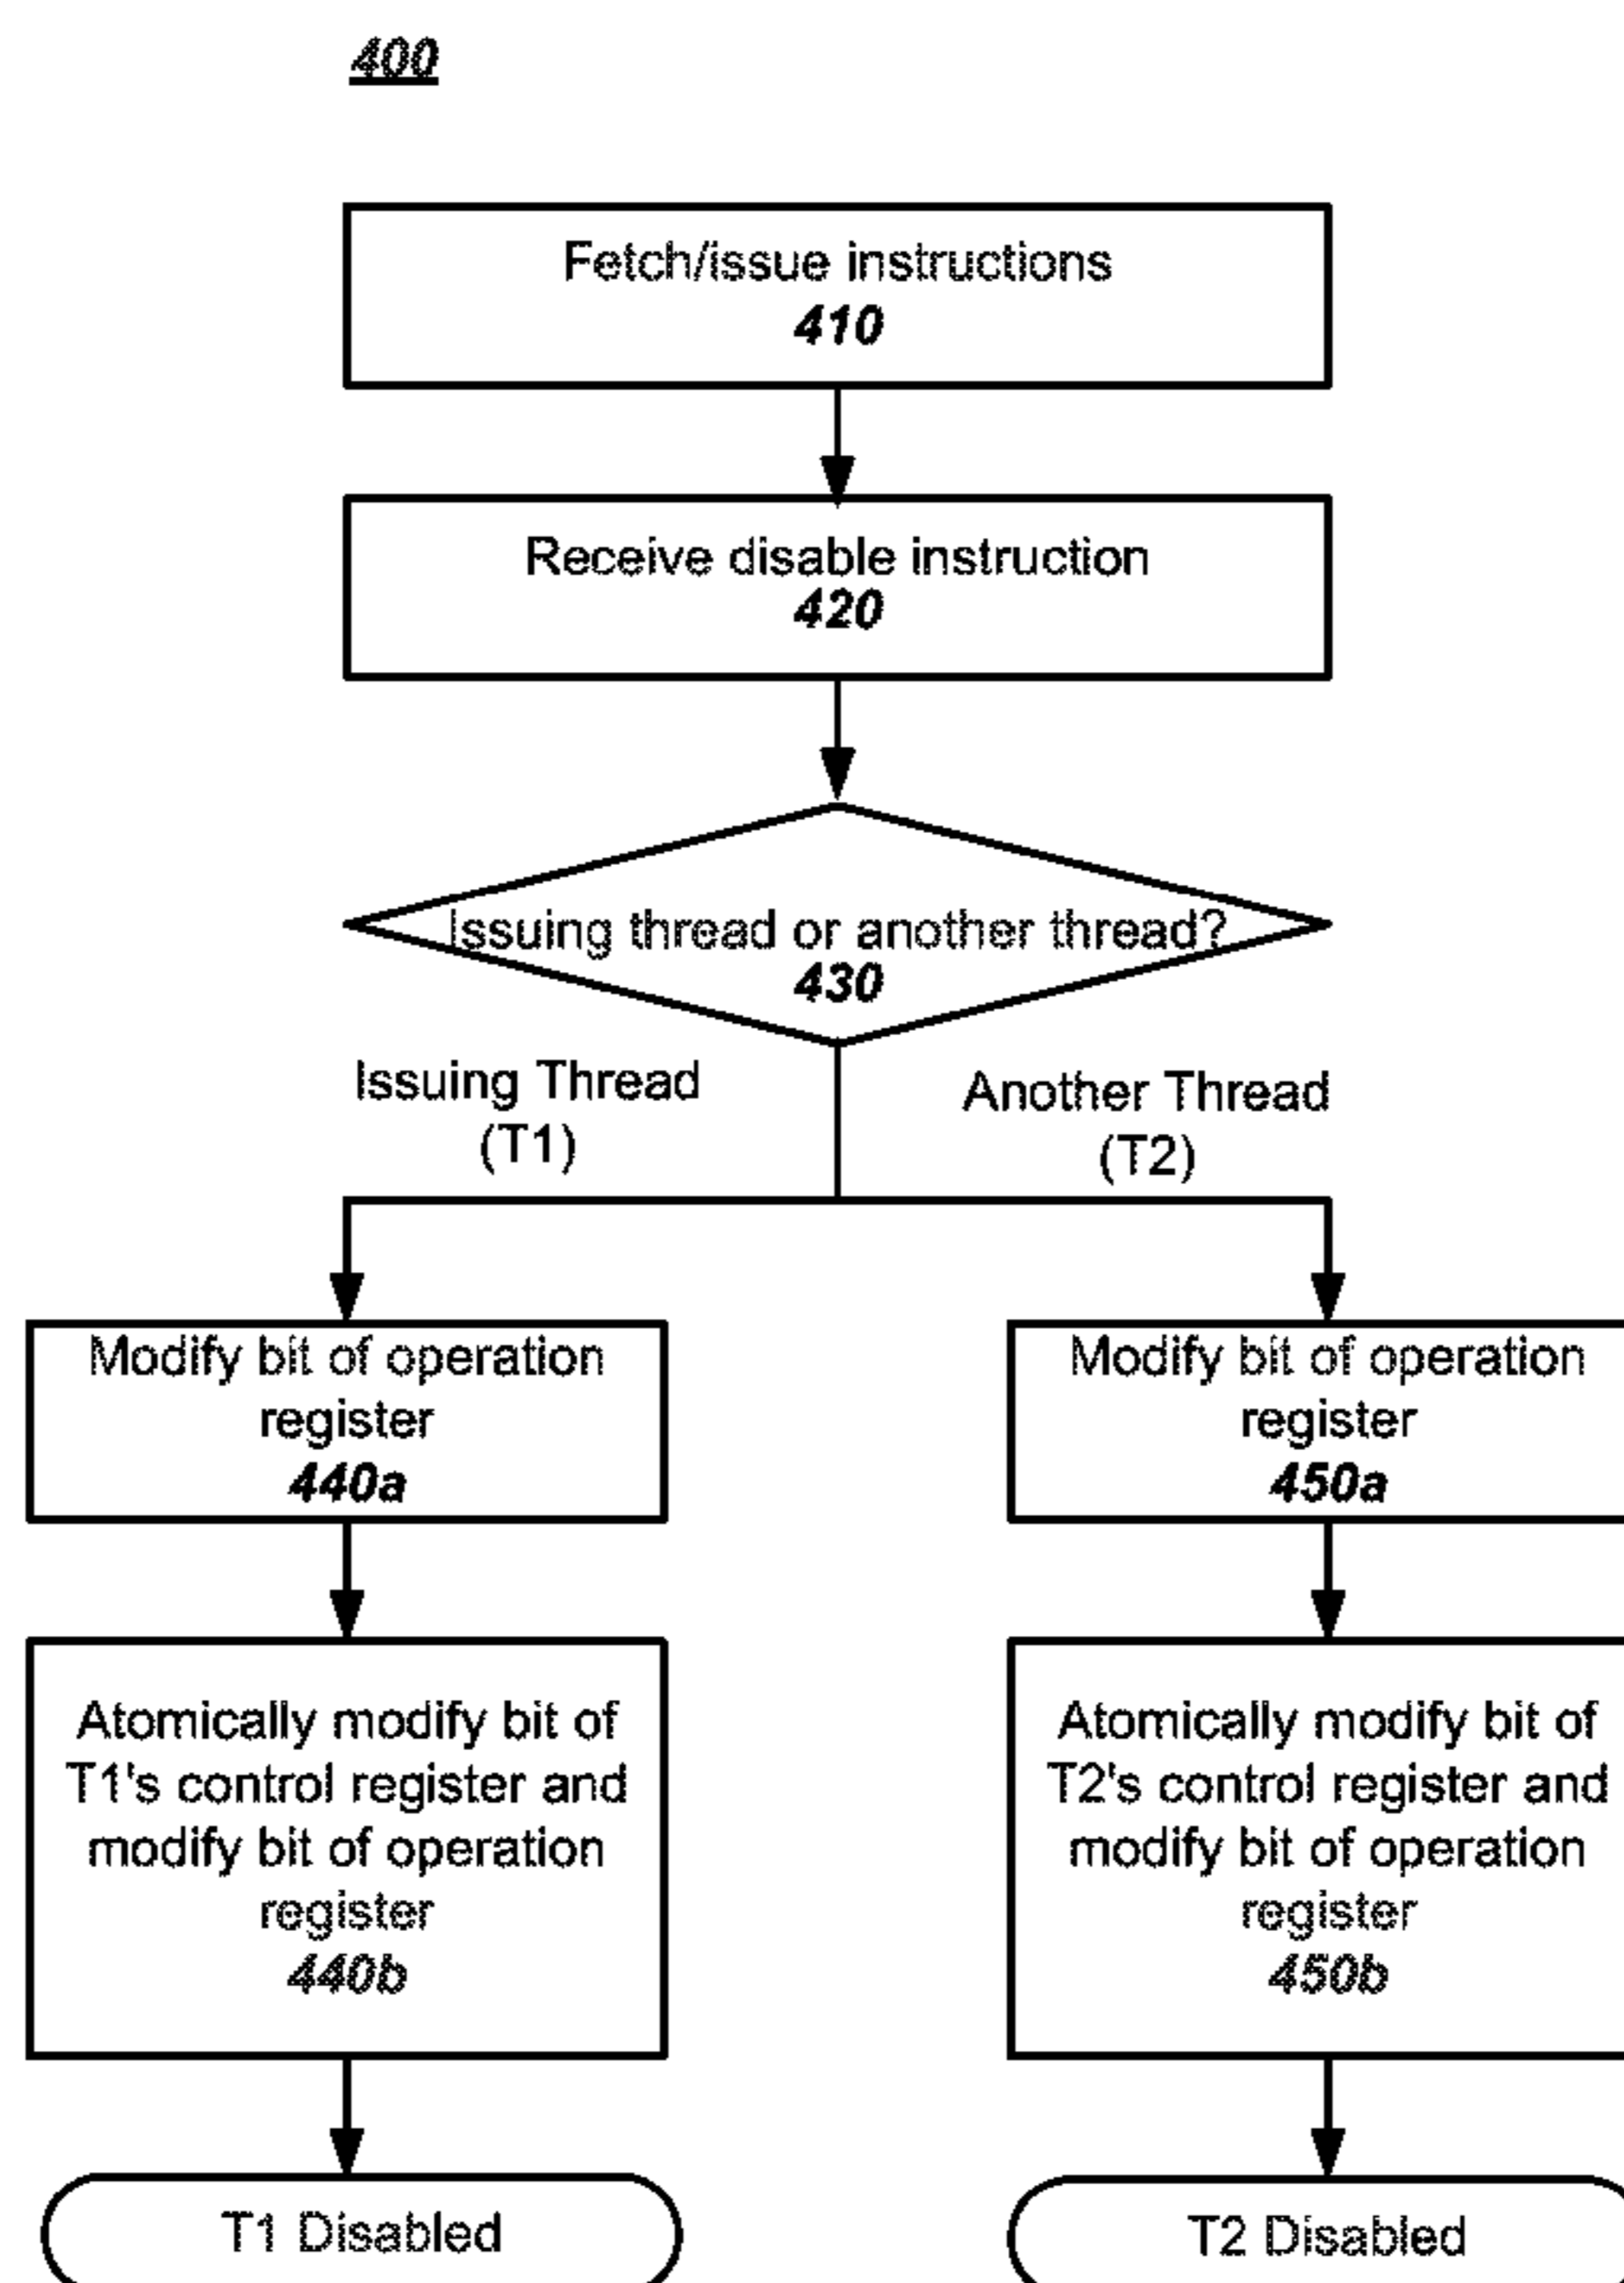 400
Fetch/issue instructions
410
Receive disable instruction
420
Issuing thread or another thread?
430
Issuing Thread
(T1)
Another Thread
(T2)
Modify bit of operation
register
440a
Modify bit of operation
register
450a
Atomically modify bit of
T1's control register and
modify bit of operation
register
440b
Atomically modify bit of
T2's control register and
modify bit of operation
register
450b
T1 Disabled
T2 Disabled